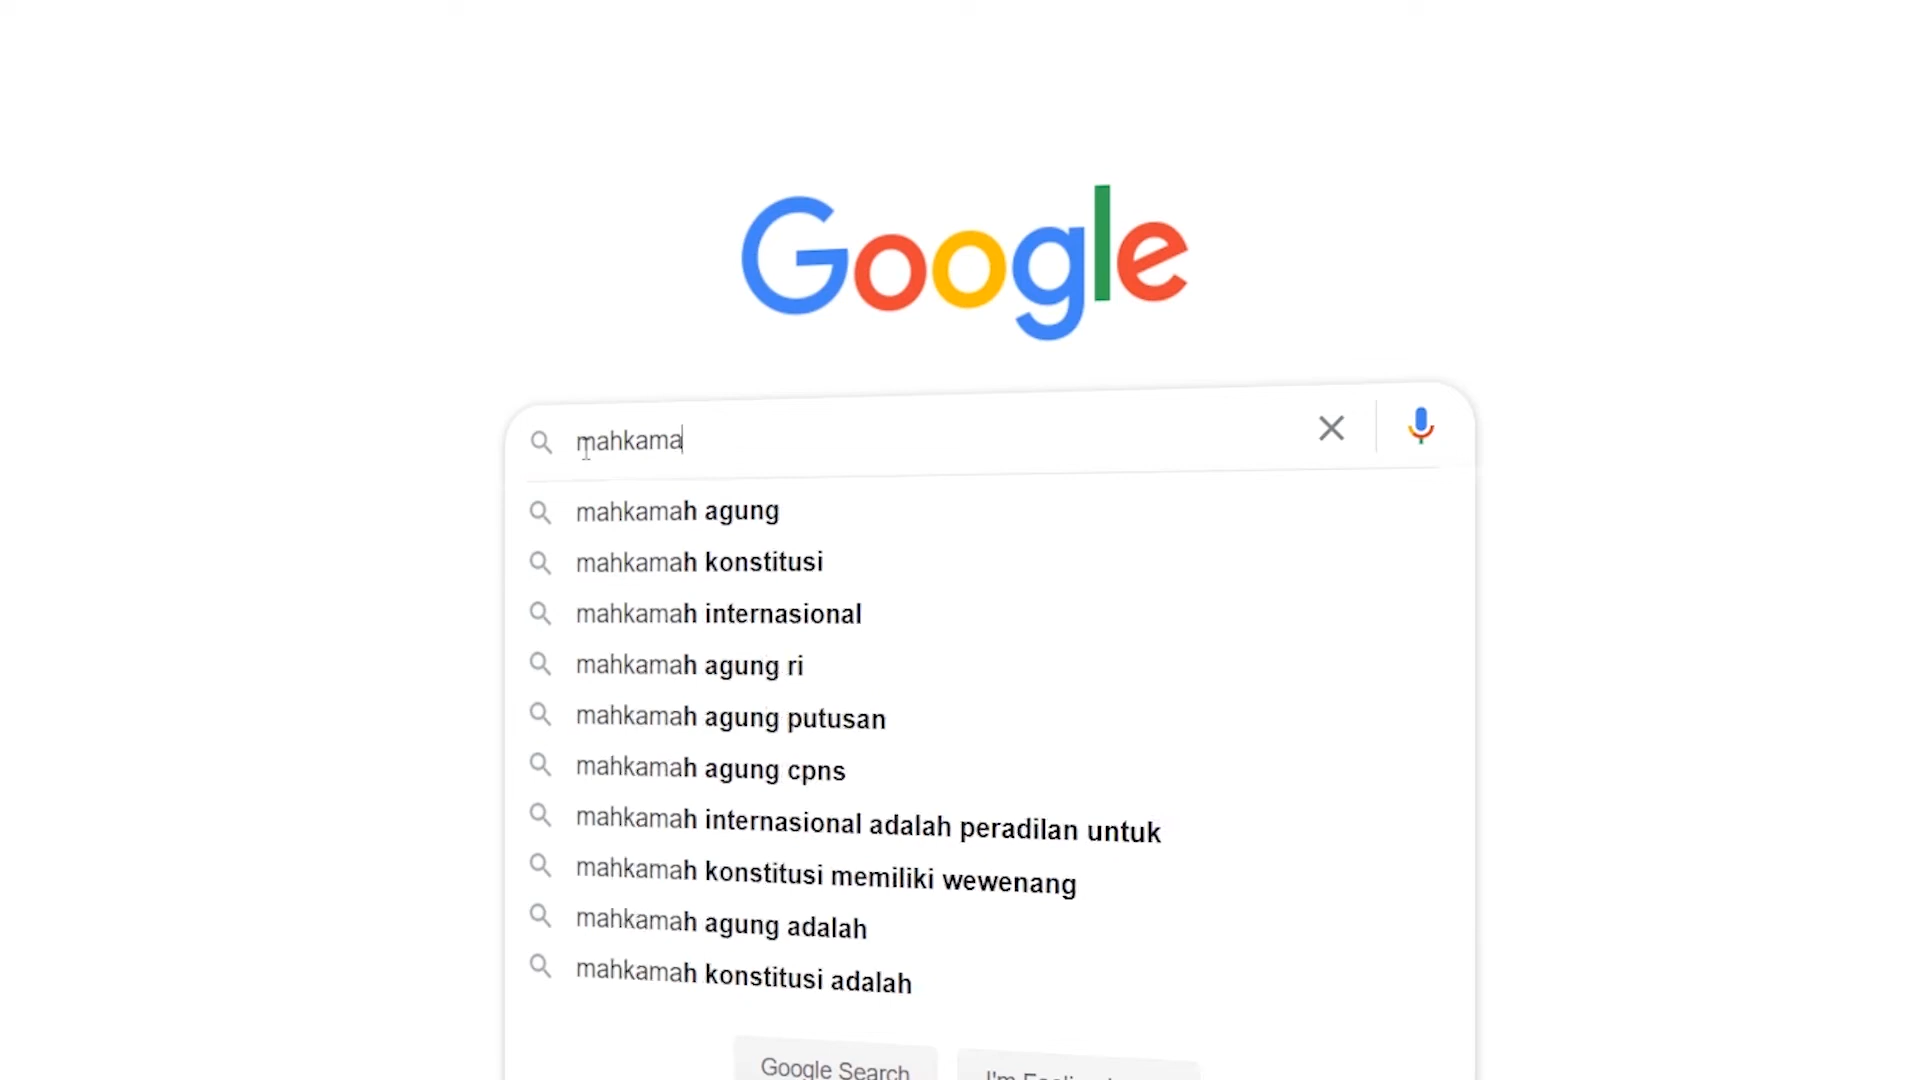 Google
mahkama
mahkamah agung
mahkamah konstitusi
mahkamah internasional
mahkamah agung ri
mahkamah agung putusan
mahkamah agung cpns
mahkamah internasional adalah peradilan untuk
mahkamah konstitusi memiliki wewenang
mahkamah agung adalah
mahkamah konstitusi adalah
Google Search
I'm